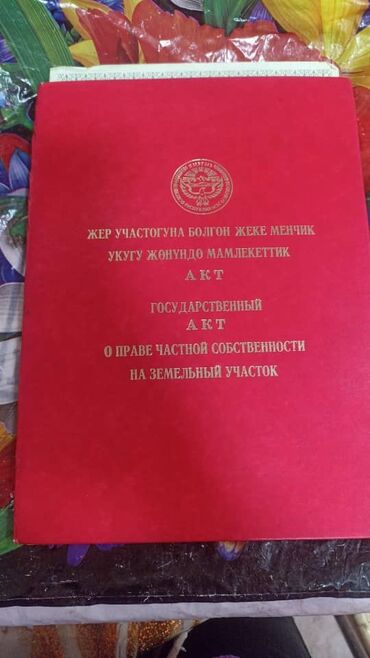 ЖЕР УЧАСТОГУНА БОЛГОН ЖЕКЕ МЕНЧИК
УКУГУ ЖӨНҮНДӨ МАМЛЕКЕТТИК
АКТ
ГОСУДАРСТВЕННЫЙ
АКТ
О ПРАВЕ ЧАСТНОЙ СОБСТВЕННОСТИ
НА ЗЕМЕЛЬНЫЙ УЧАСТОК